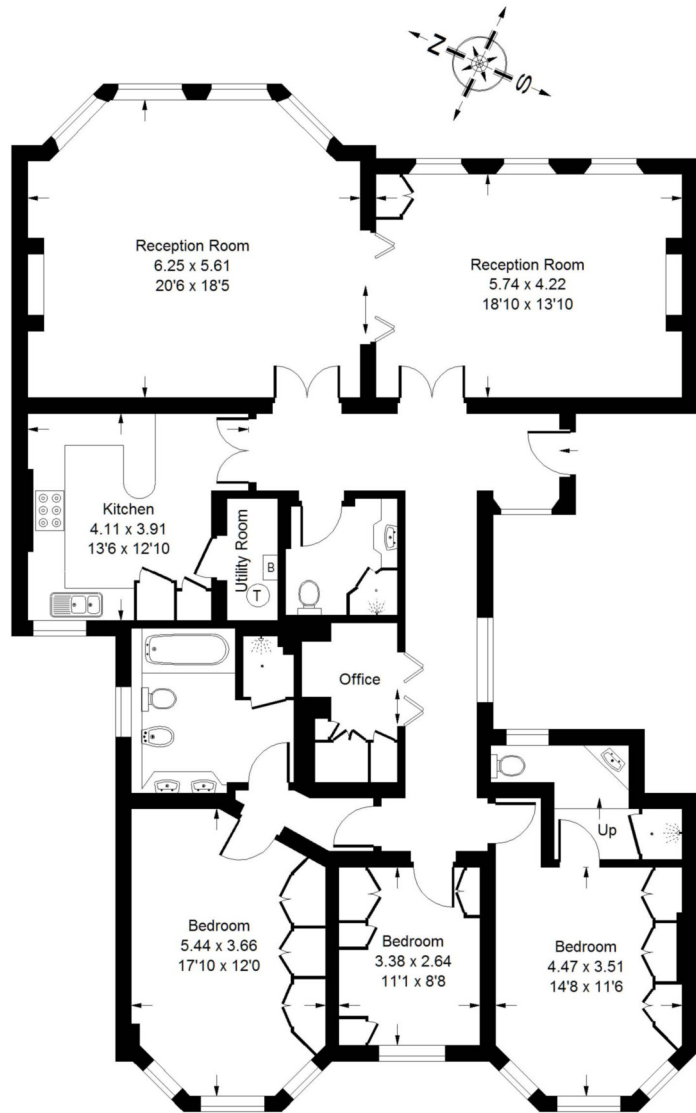 N
S
Reception Room
6.25 x 5.61
20'6 x 18'5
Reception Room
5.74 x 4.22
18'10 x 13'10
Kitchen
4.11 x 3.91
13'6 x 12'10
Utility Room
B
T
Office
Up
Bedroom
5.44 x 3.66
17'10 x 12'0
Bedroom
3.38 x 2.64
11'1 x 8'8
Bedroom
4.47 x 3.51
14'8 x 11'6